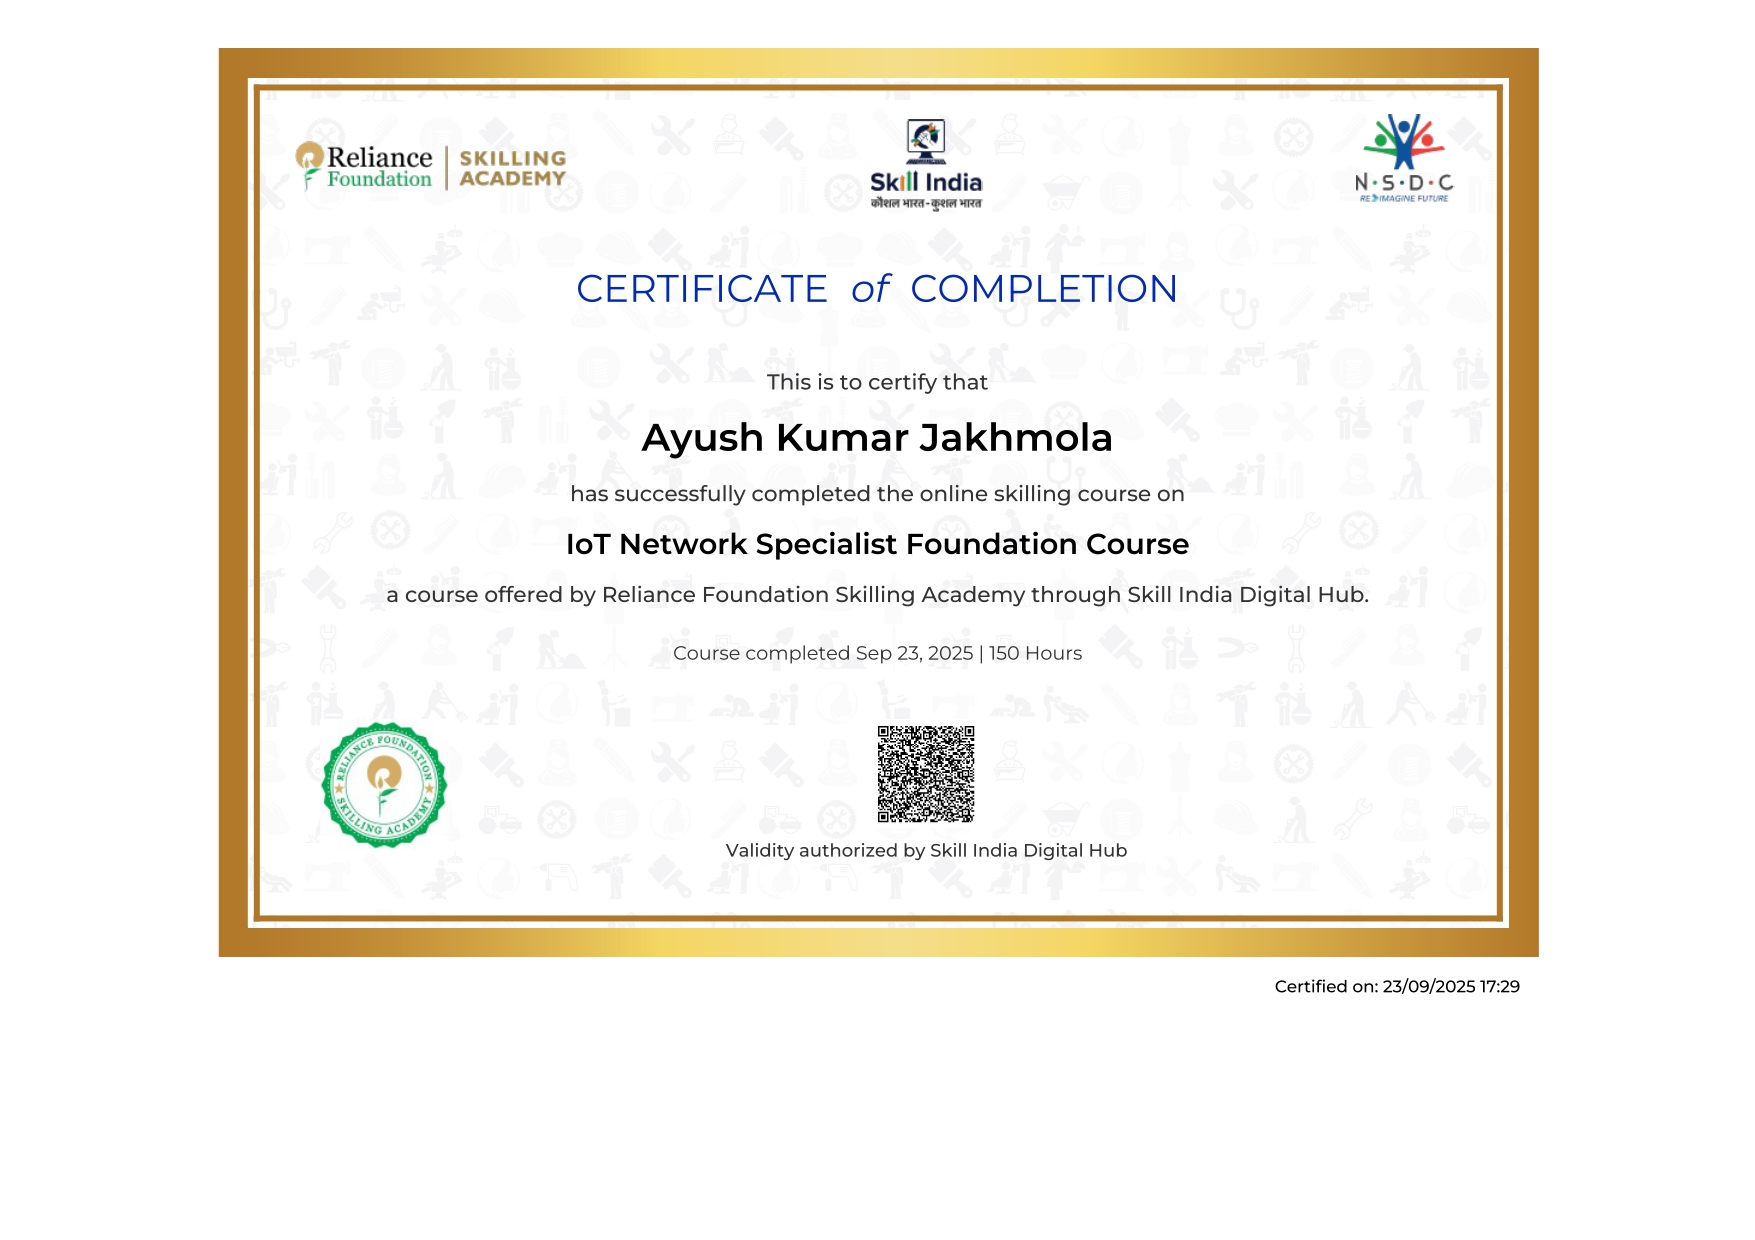 Reliance Foundation | SKILLING ACADEMY
Skill India
कौशल भारत-कुशल भारत
N·S·D·C
RE IMAGINE FUTURE
CERTIFICATE of COMPLETION
This is to certify that
Ayush Kumar Jakhmola
has successfully completed the online skilling course on
IoT Network Specialist Foundation Course
a course offered by Reliance Foundation Skilling Academy through Skill India Digital Hub.
Course completed Sep 23, 2025 | 150 Hours
RELIANCE FOUNDATION
SKILLING ACADEMY
Validity authorized by Skill India Digital Hub
Certified on: 23/09/2025 17:29